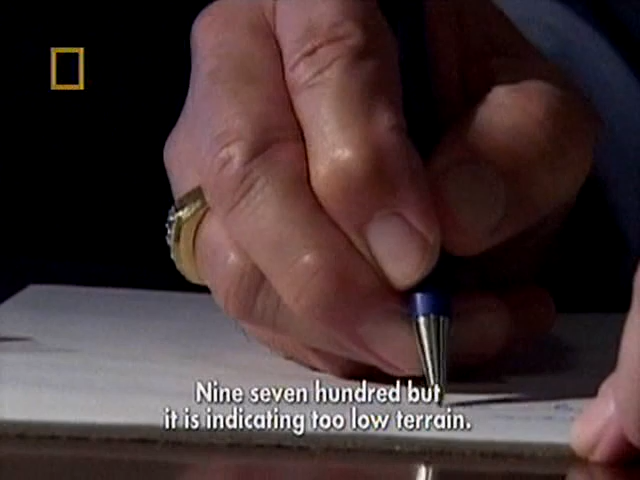 Nine seven hundred but
it is indicating too low terrain.